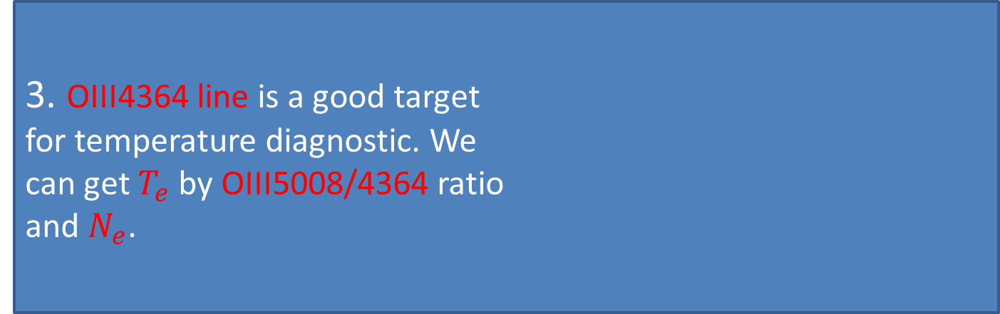 3. OIII4364 line is a good target
for temperature diagnostic. We
can get Tₑ by OIII5008/4364 ratio
and Nₑ.